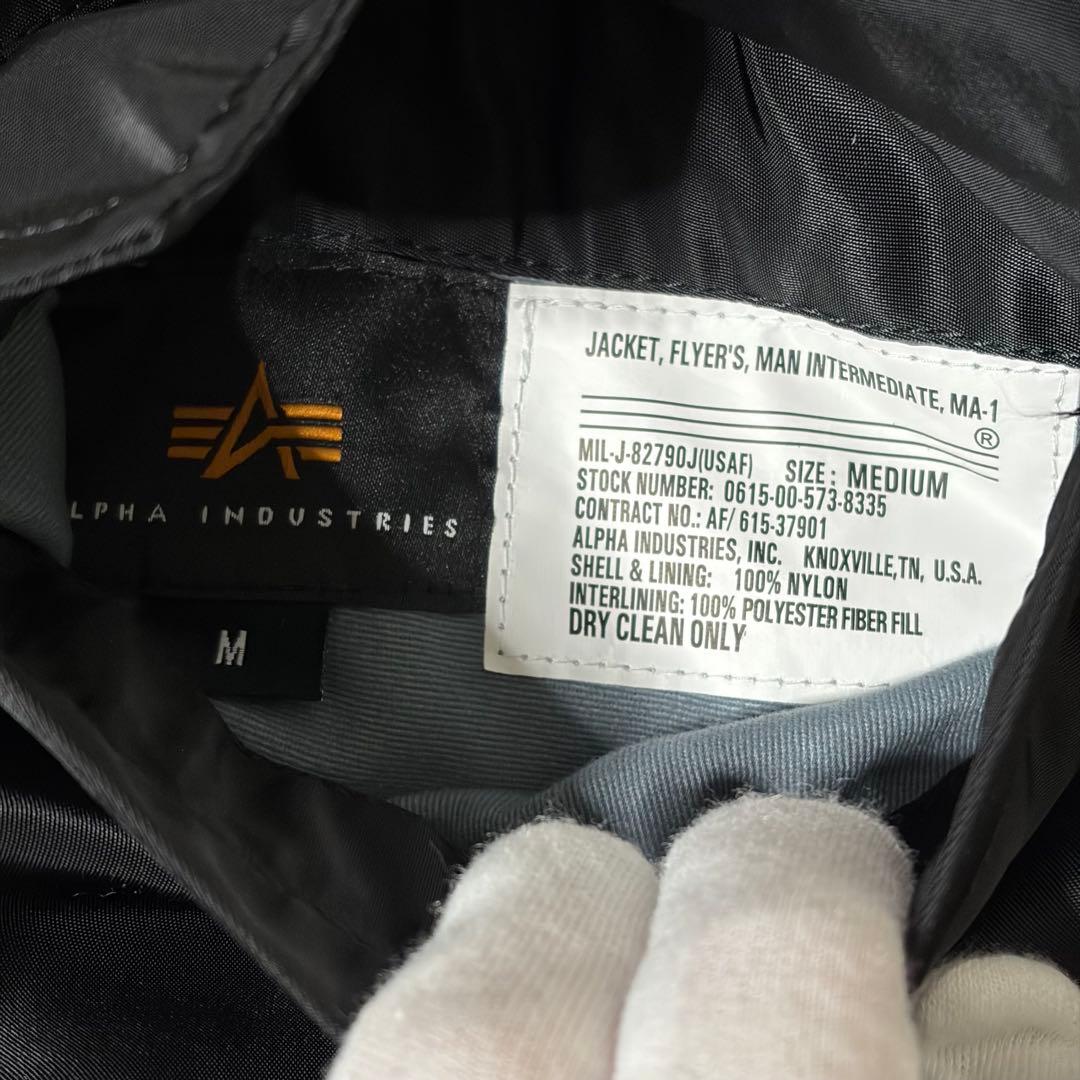 LPHA INDUSTRIES
M
JACKET, FLYER'S, MAN INTERMEDIATE, MA-1
®
MIL-J-82790J(USAF) SIZE: MEDIUM
STOCK NUMBER: 0615-00-573-8335
CONTRACT NO.: AF/ 615-37901
ALPHA INDUSTRIES, INC. KNOXVILLE,TN, U.S.A.
SHELL & LINING: 100% NYLON
INTERLINING: 100% POLYESTER FIBER FILL
DRY CLEAN ONLY